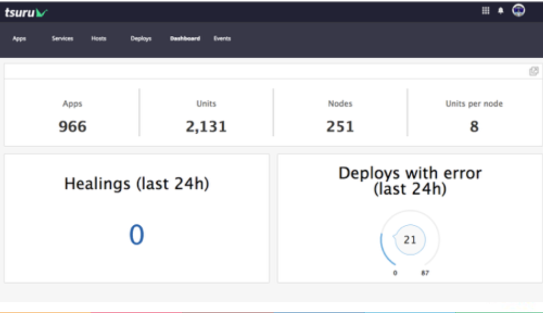 tsuru
Apps Services Hosts Deploys Dashboard Events
Apps Units Nodes Units per node
966 2,131 251 8
Healings (last 24h)
0
Deploys with error
(last 24h)
21
0 87